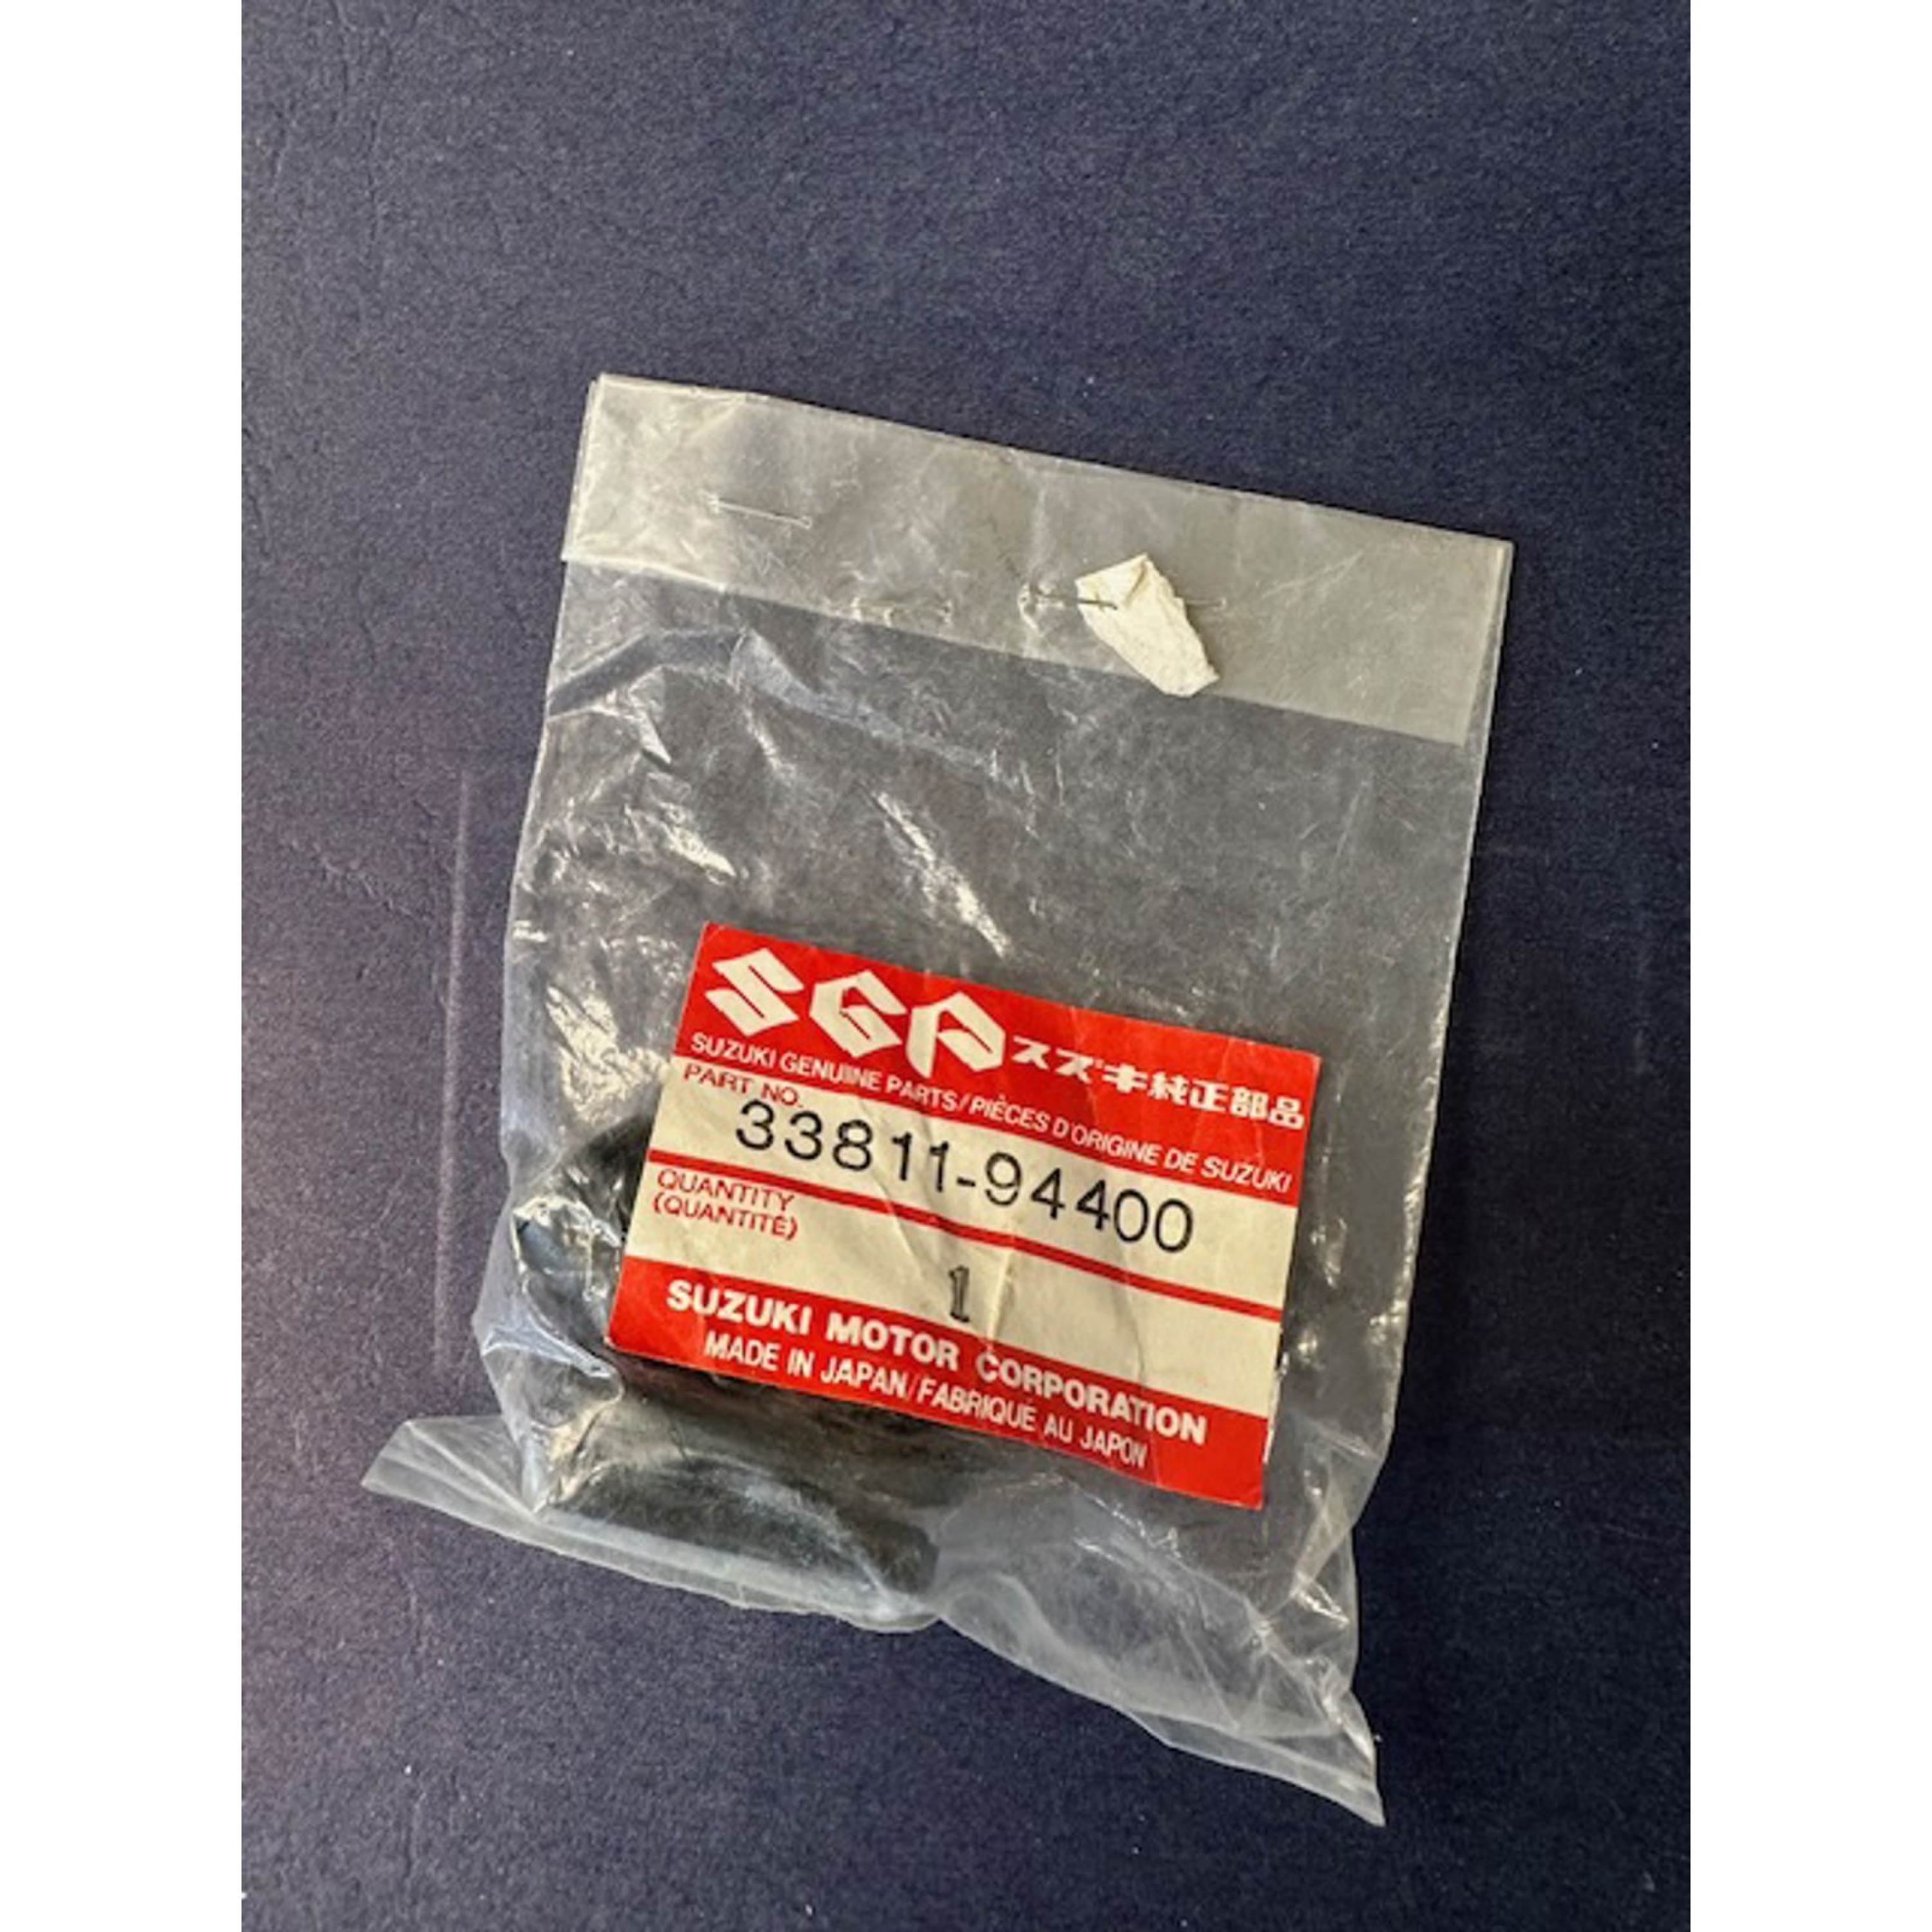 SGP スズキ純正部品
SUZUKI GENUINE PARTS/PIÈCES D'ORIGINE DE SUZUKI
PART NO.
33811-94400
QUANTITY
(QUANTITÉ)
1
SUZUKI MOTOR CORPORATION
MADE IN JAPAN/FABRIQUÉ AU JAPON